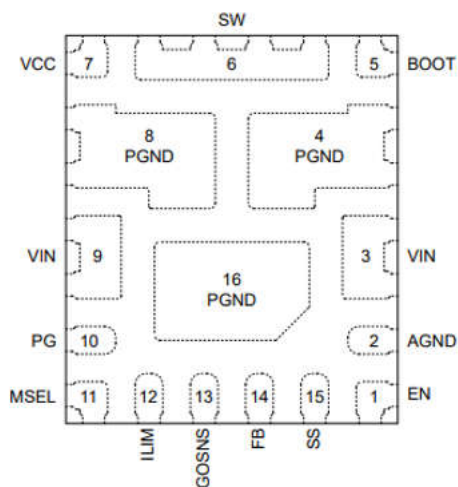 SW
VCC 7 6 5 BOOT
8 PGND
4 PGND
VIN 9 3 VIN
16 PGND
PG 10 2 AGND
MSEL 11 12 13 14 15 1 EN
ILIM
GOSNS
FB
SS